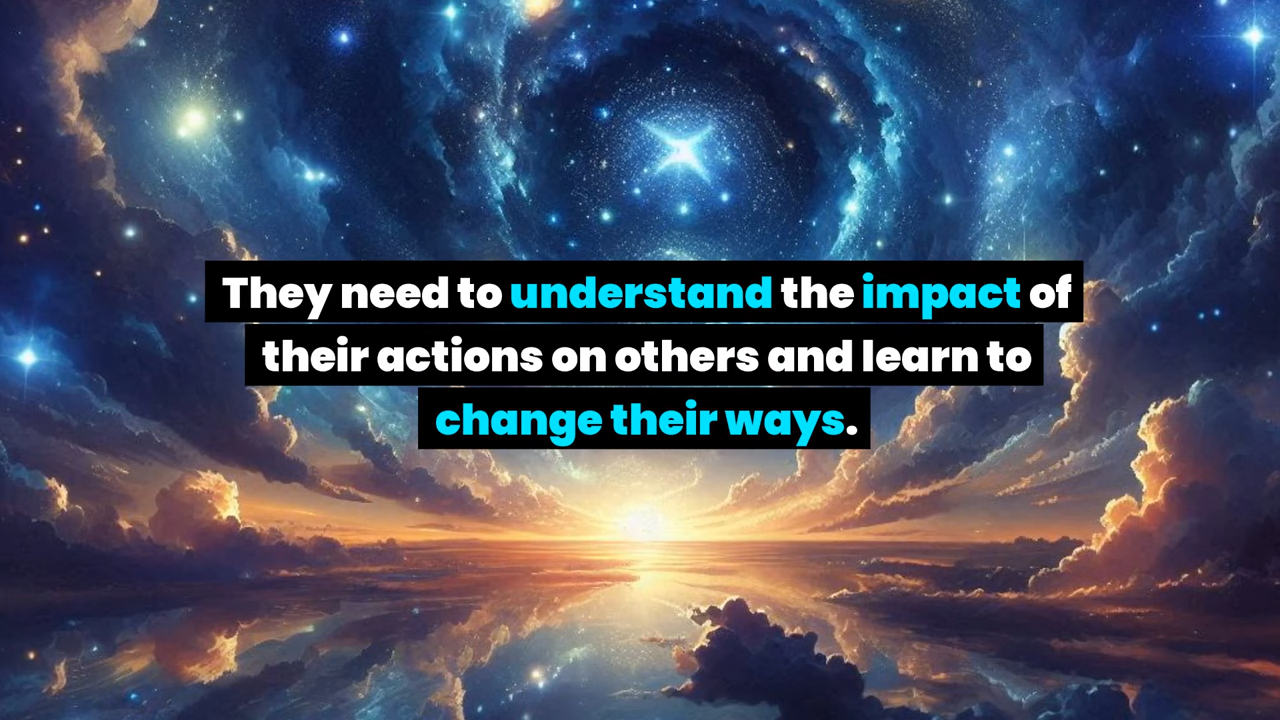 They need to understand the impact of
their actions on others and learn to
change their ways.